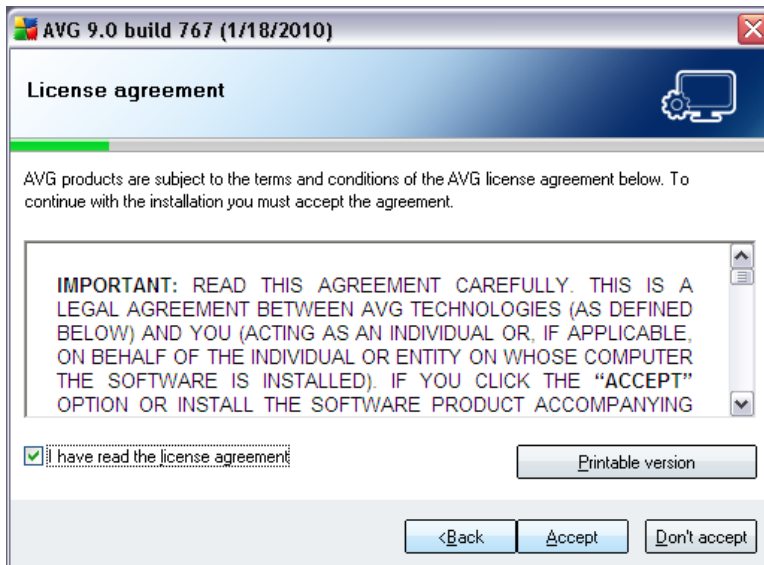 AVG 9.0 build 767 (1/18/2010)
License agreement
AVG products are subject to the terms and conditions of the AVG license agreement below. To
continue with the installation you must accept the agreement.
IMPORTANT: READ THIS AGREEMENT CAREFULLY. THIS IS A
LEGAL AGREEMENT BETWEEN AVG TECHNOLOGIES (AS DEFINED
BELOW) AND YOU (ACTING AS AN INDIVIDUAL OR, IF APPLICABLE,
ON BEHALF OF THE INDIVIDUAL OR ENTITY ON WHOSE COMPUTER
THE SOFTWARE IS INSTALLED). IF YOU CLICK THE “ACCEPT”
OPTION OR INSTALL THE SOFTWARE PRODUCT ACCOMPANYING
I have read the license agreement
Printable version
<Back
Accept
Don't accept